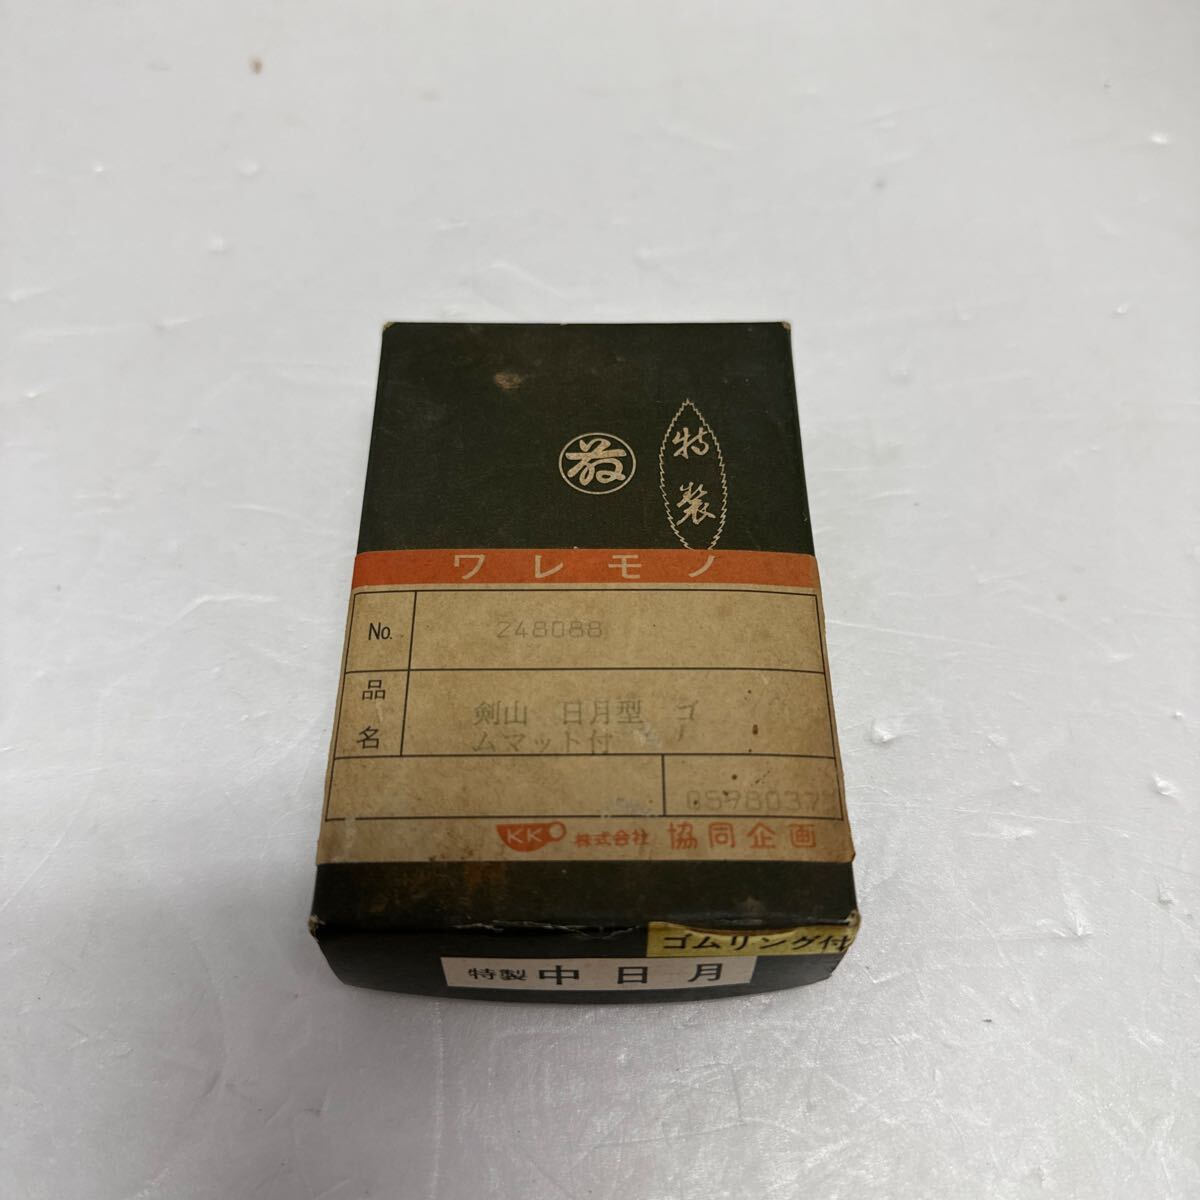 特製
ワレモノ
No. 248088
品名 剣山 日月型 ゴ
ムマット付
KK 株式会社 協同企画
ゴムリング付
特製 中日月